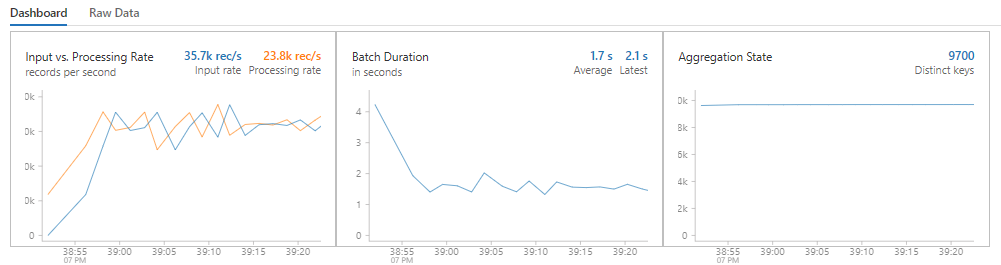 Dashboard Raw Data
Input vs. Processing Rate 35.7k rec/s 23.8k rec/s
records per second Input rate Processing rate
0k
0k
0k
0k
0
38:55 39:00 39:05 39:10 39:15 39:20
07 PM
Batch Duration 1.7 s 2.1 s
in seconds Average Latest
4
3
2
1
0
38:55 39:00 39:05 39:10 39:15 39:20
07 PM
Aggregation State 9700
Distinct keys
0k
8k
6k
4k
2k
0
38:55 39:00 39:05 39:10 39:15 39:20
07 PM